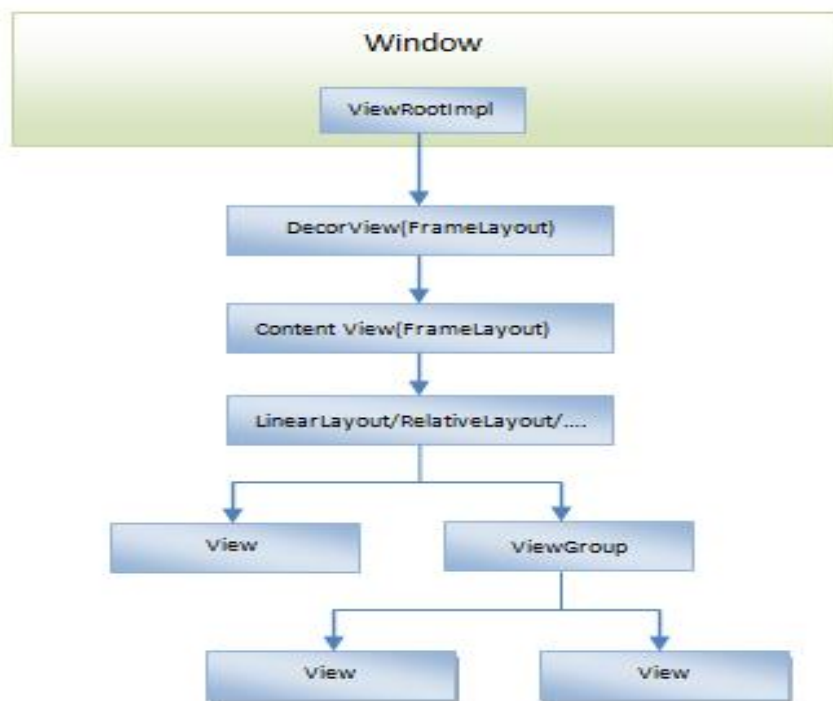 Window
ViewRootImpl
DecorView(FrameLayout)
Content View(FrameLayout)
LinearLayout/RelativeLayout/....
View
ViewGroup
View
View